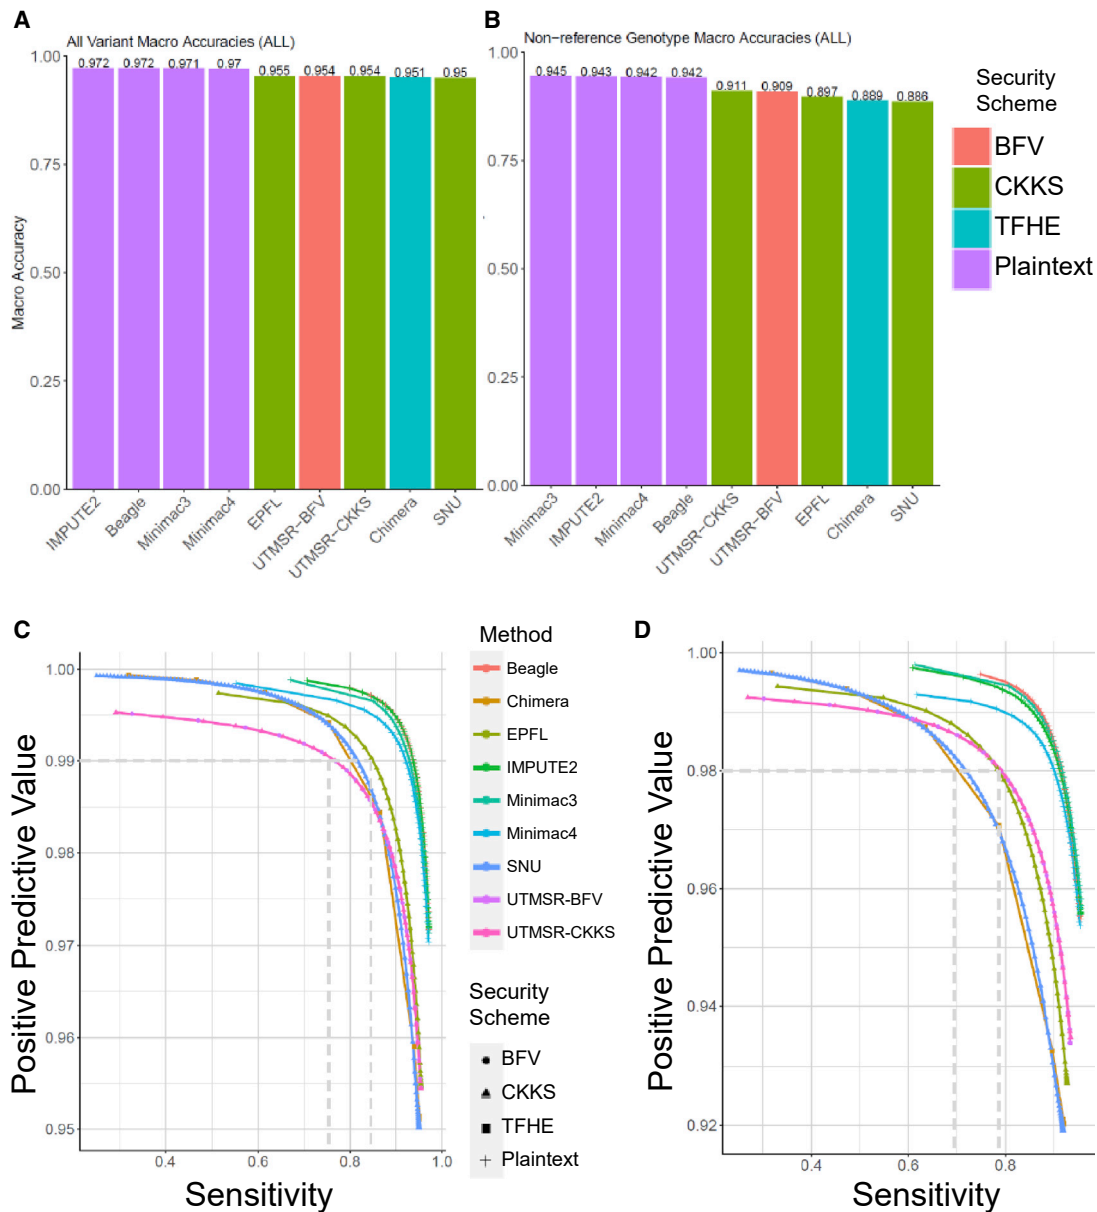 A
All Variant Macro Accuracies (ALL)
Macro Accuracy
1.00
0.75
0.50
0.25
0.00
0.972
0.972
0.971
0.97
0.955
0.954
0.954
0.951
0.95
IMPUTE2
Beagle
Minimac3
Minimac4
EPFL
UTMSR-BFV
UTMSR-CKKS
Chimera
SNU
B
Non-reference Genotype Macro Accuracies (ALL)
1.00
0.75
0.50
0.25
0.00
0.945
0.943
0.942
0.942
0.911
0.909
0.897
0.889
0.886
Minimac3
IMPUTE2
Minimac4
Beagle
UTMSR-CKKS
UTMSR-BFV
EPFL
Chimera
SNU
Security
Scheme
BFV
CKKS
TFHE
Plaintext
C
Positive Predictive Value
1.00
0.99
0.98
0.97
0.96
0.95
0.4
0.6
0.8
1.0
Sensitivity
Method
Beagle
Chimera
EPFL
IMPUTE2
Minimac3
Minimac4
SNU
UTMSR-BFV
UTMSR-CKKS
Security
Scheme
BFV
CKKS
TFHE
Plaintext
D
Positive Predictive Value
1.00
0.98
0.96
0.94
0.92
0.4
0.6
0.8
Sensitivity